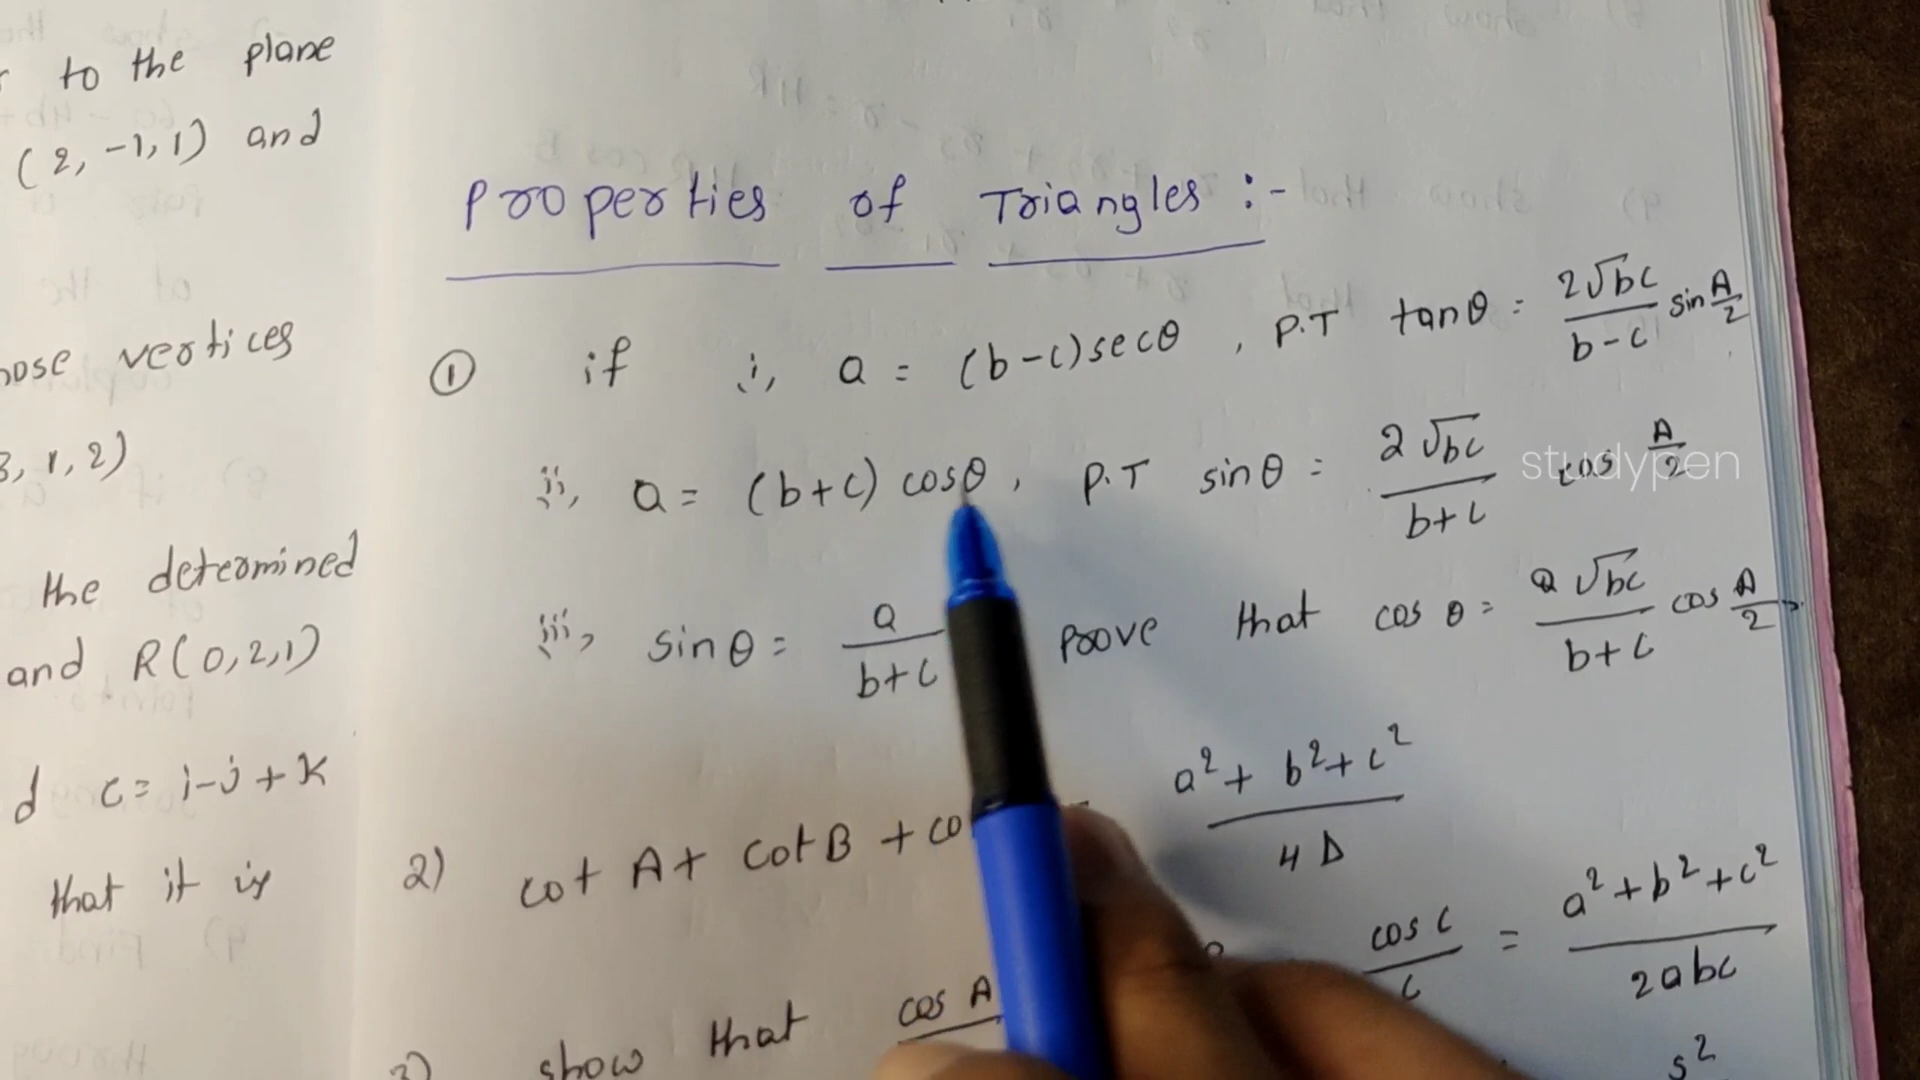 to the plane
(2, -1, 1) and
vertices
3, 1, 2)
the determined
and R(0,2,1)
d c = i-j+k
that it is
Properties of Triangles :-
① if i, a = (b-c) secθ , P.T tanθ = 2√bc / b-c sin A/2
ii, a = (b+c) cosθ, P.T sinθ = 2√bc / b+c cos A/2
studypen
iii, sinθ = a / b+c prove that cos θ = 2√bc / b+c cos A/2
2) cot A + cot B + co a² + b² + c² / 4Δ
3) show that cos A cos C / c = a² + b² + c² / 2abc
s²